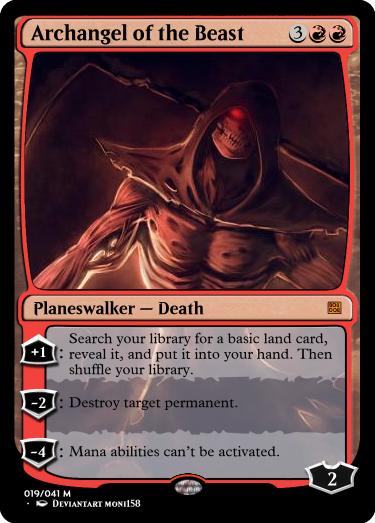 Archangel of the Beast 3
Planeswalker — Death
+1: Search your library for a basic land card,
reveal it, and put it into your hand. Then
shuffle your library.
-2: Destroy target permanent.
-4: Mana abilities can't be activated.
2
019/041 M
· Deviantart moni158